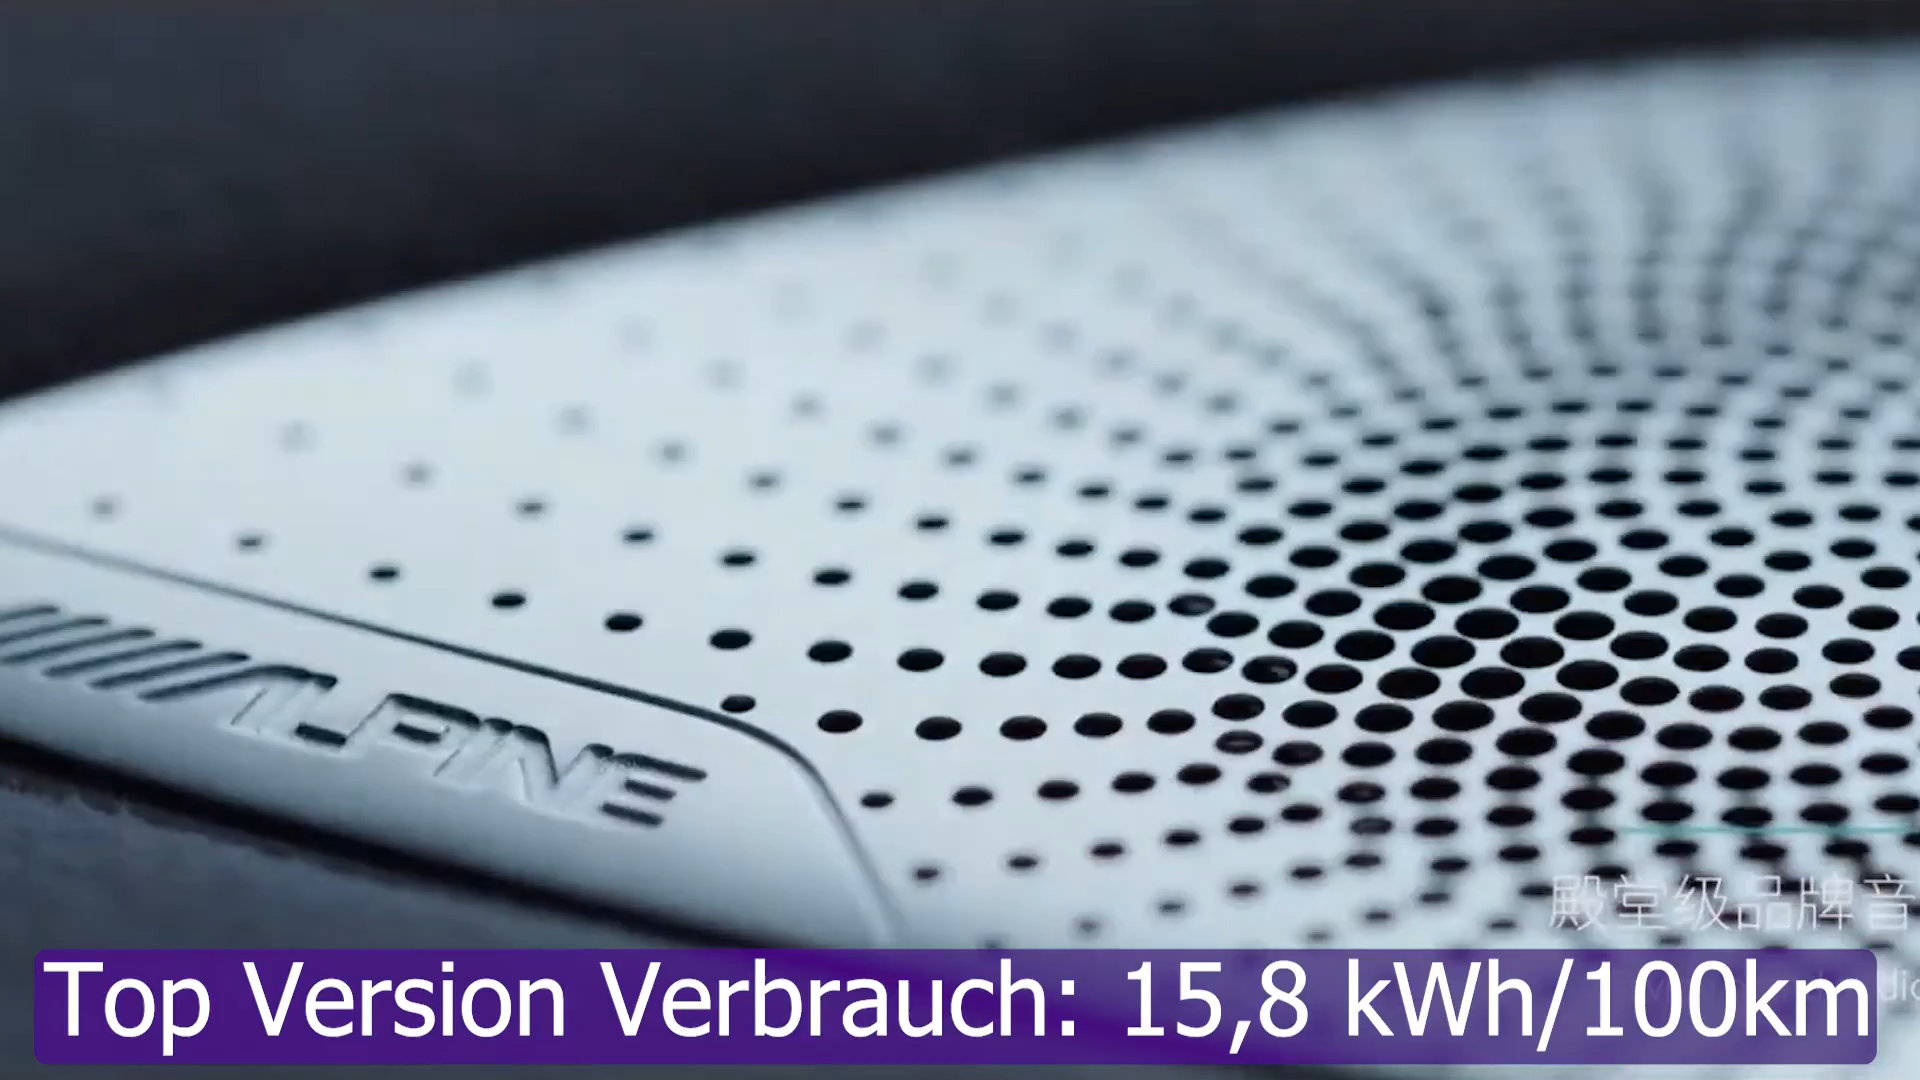 ALPINE
殿堂级品牌音
Top Version Verbrauch: 15,8 kWh/100km